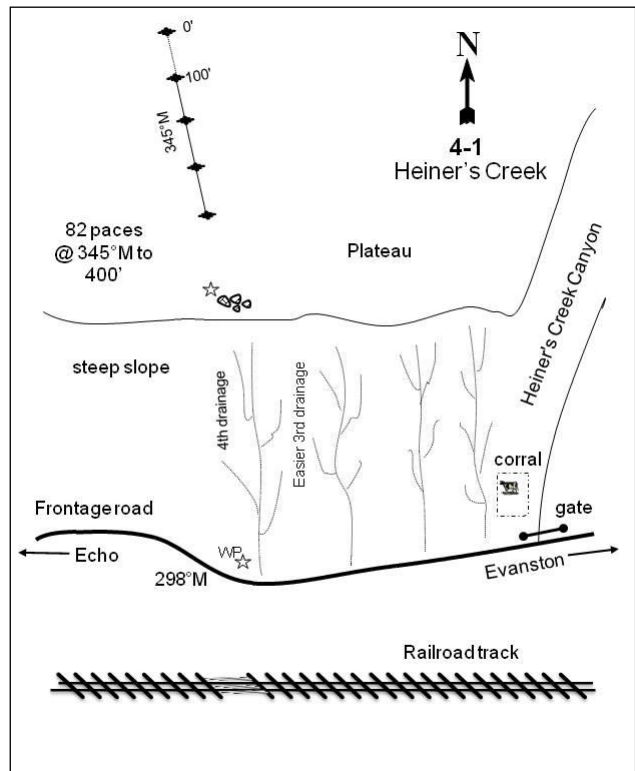 0'
100'
345°M
N
4-1
Heiner's Creek
82 paces
@ 345°M to
400'
Plateau
Heiner's Creek Canyon
steep slope
4th drainage
Easier 3rd drainage
corral
gate
Frontage road
Echo
WP
298°M
Evanston
Railroad track